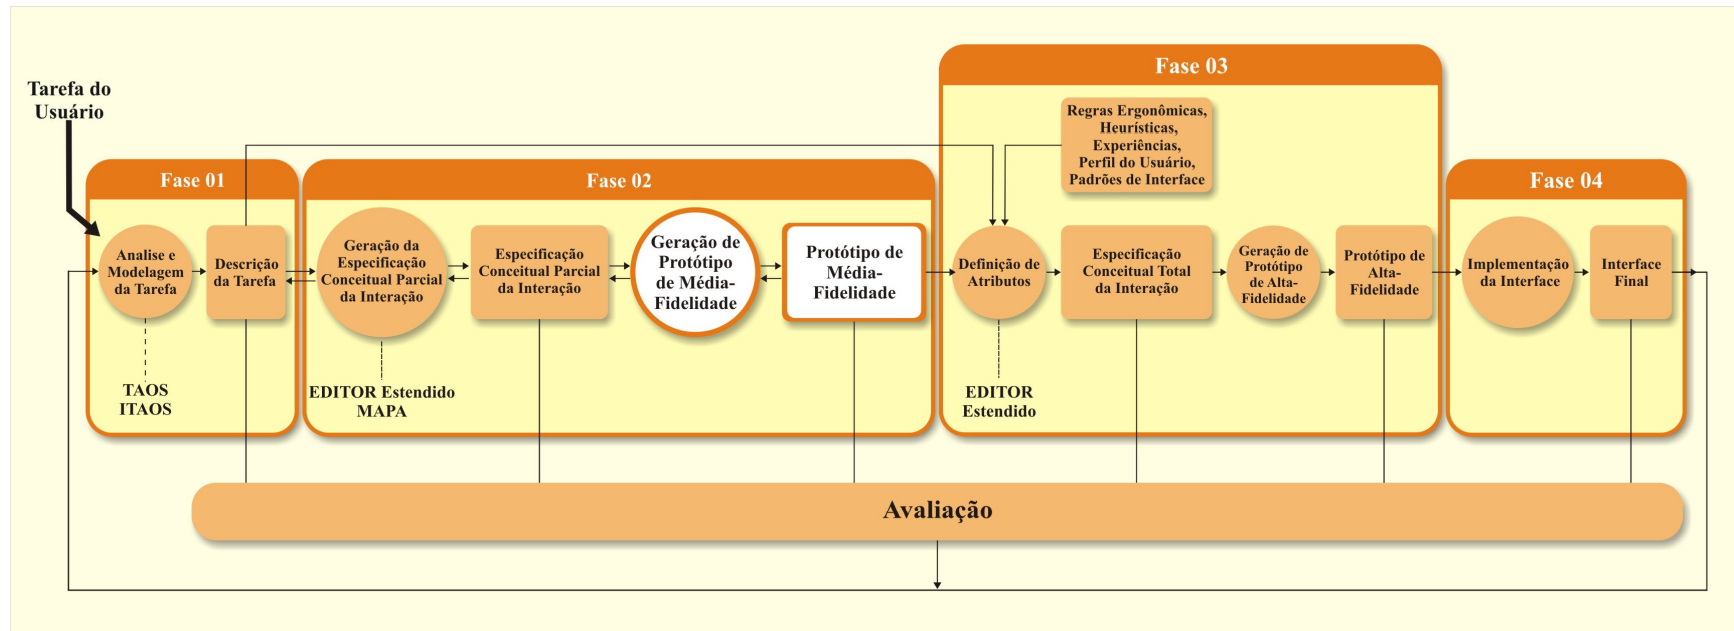 Tarefa do
Usuário
Fase 01
Analise e
Modelagem
da Tarefa
Descrição
da Tarefa
TAOS
ITAOS
Fase 02
Geração da
Especificação
Conceitual Parcial
da Interação
Especificação
Conceitual Parcial
da Interação
Geração de
Protótipo
de Média-
Fidelidade
Protótipo de
Média-
Fidelidade
EDITOR Estendido
MAPA
Fase 03
Regras Ergonômicas,
Heurísticas,
Experiências,
Perfil do Usuário,
Padrões de Interface
Definição de
Atributos
Especificação
Conceitual Total
da Interação
Geração de
Protótipo
de Alta-
Fidelidade
Protótipo de
Alta-
Fidelidade
EDITOR
Estendido
Fase 04
Implementação
da Interface
Interface
Final
Avaliação